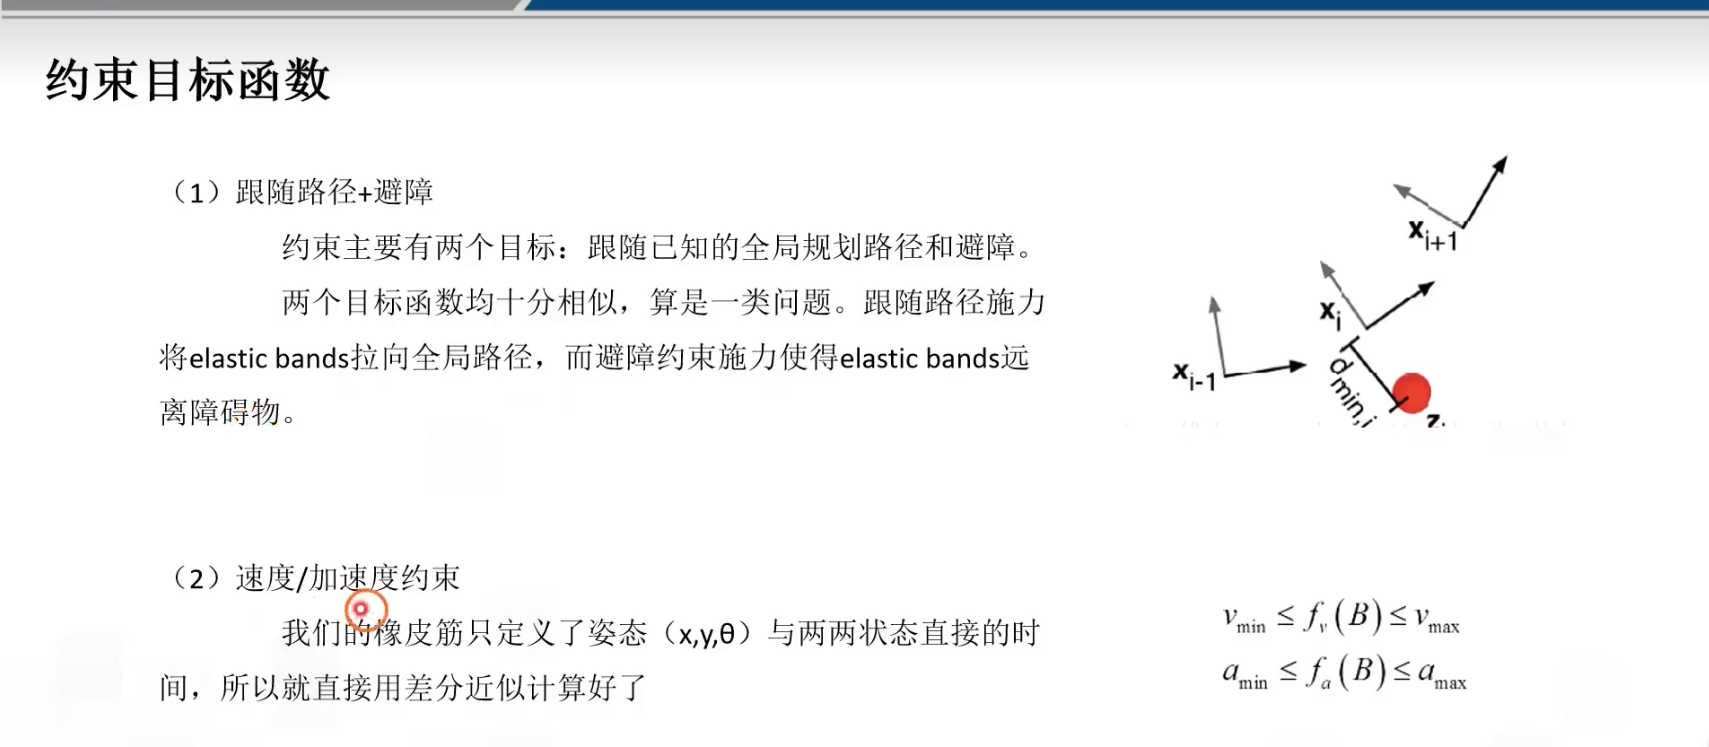 约束目标函数
（1）跟随路径+避障
约束主要有两个目标：跟随已知的全局规划路径和避障。
两个目标函数均十分相似，算是一类问题。跟随路径施力
将elastic bands拉向全局路径，而避障约束施力使得elastic bands远
离障碍物。
x_{i+1}
x_i
x_{i-1}
d_{min,j}
（2）速度/加速度约束
我们的橡皮筋只定义了姿态（x,y,θ）与两两状态直接的时
间，所以就直接用差分近似计算好了
v_{min} ≤ f_v(B) ≤ v_{max}
a_{min} ≤ f_a(B) ≤ a_{max}